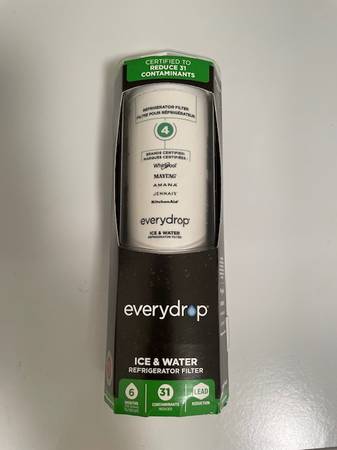 CERTIFIED TO
REDUCE 31
CONTAMINANTS
REFRIGERATOR FILTER
FILTRE POUR RÉFRIGÉRATEUR
4
BRANDS CERTIFIED:
MARQUES CERTIFIÉES:
Whirlpool
MAYTAG
AMANA
JENNAIR
KitchenAid
everydrop
ICE & WATER
REFRIGERATOR FILTER
everydrop
ICE & WATER
REFRIGERATOR FILTER
6 31 LEAD
MONTHS CONTAMINANTS REDUCTION
REDUCED